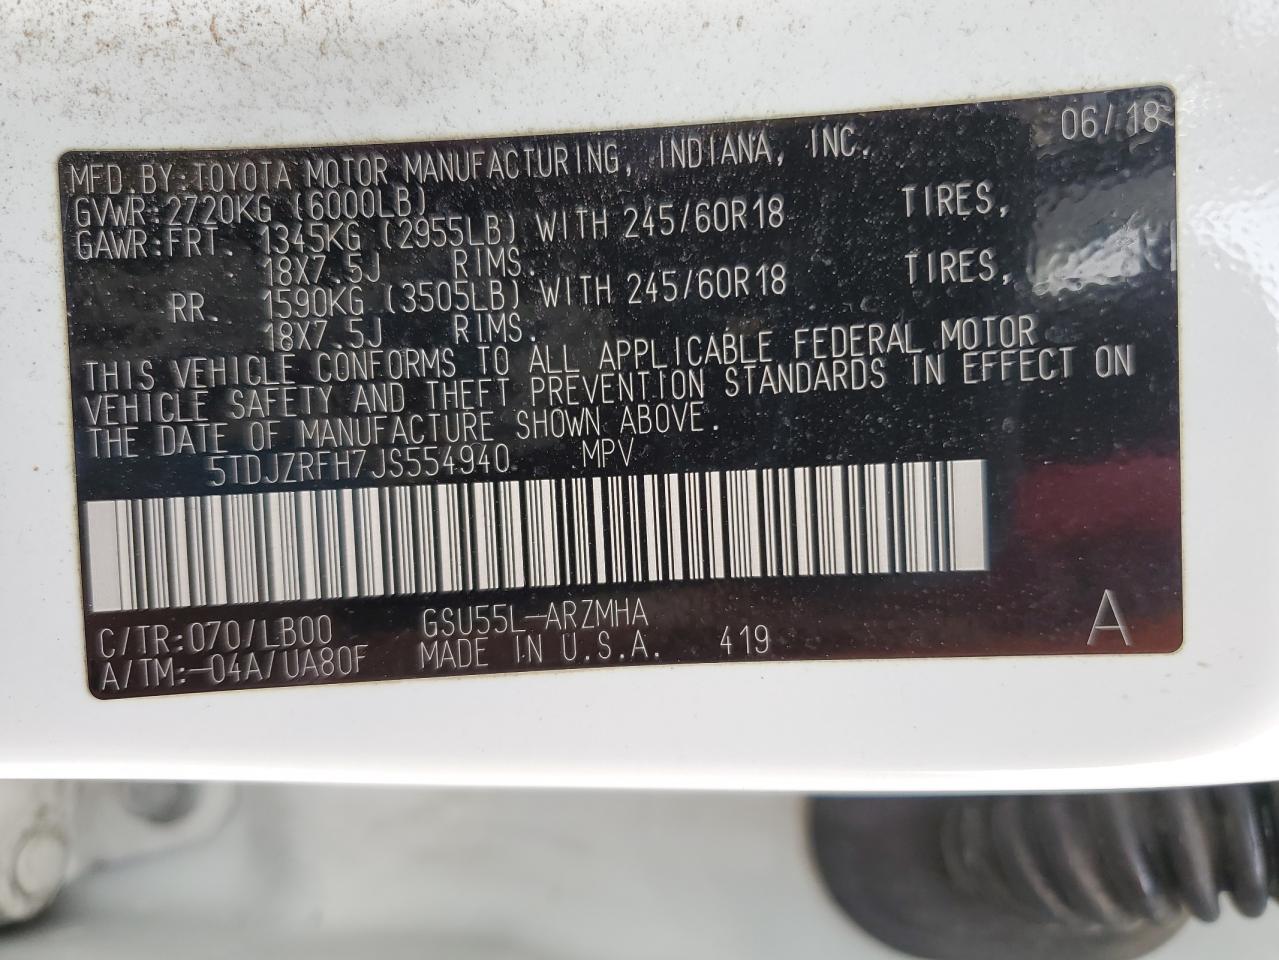 06/18
MFD.BY:TOYOTA MOTOR MANUFACTURING, INDIANA, INC.
GVWR:2720KG (6000LB)
GAWR:FRT. 1345KG (2955LB) WITH 245/60R18 TIRES,
18X7.5J RIMS.
RR. 1590KG (3505LB) WITH 245/60R18 TIRES,
18X7.5J RIMS.
THIS VEHICLE CONFORMS TO ALL APPLICABLE FEDERAL MOTOR
VEHICLE SAFETY AND THEFT PREVENTION STANDARDS IN EFFECT ON
THE DATE OF MANUFACTURE SHOWN ABOVE.
5TDJZRFH7JS554940 MPV
C/TR:070/LB00 GSU55L-ARZMHA
A/TM:-04A/UA80F MADE IN U.S.A. 419
A